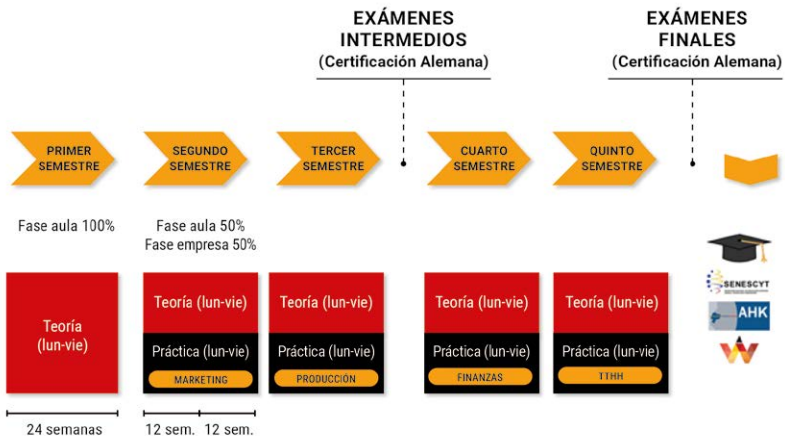 EXÁMENES
INTERMEDIOS
(Certificación Alemana)
EXÁMENES
FINALES
(Certificación Alemana)
PRIMER
SEMESTRE
SEGUNDO
SEMESTRE
TERCER
SEMESTRE
CUARTO
SEMESTRE
QUINTO
SEMESTRE
Fase aula 100%
Fase aula 50%
Fase empresa 50%
Teoría
(lun-vie)
Teoría (lun-vie)
Práctica (lun-vie)
MARKETING
Teoría (lun-vie)
Práctica (lun-vie)
PRODUCCIÓN
Teoría (lun-vie)
Práctica (lun-vie)
FINANZAS
Teoría (lun-vie)
Práctica (lun-vie)
TTHH
SENESCYT
AHK
24 semanas
12 sem.
12 sem.